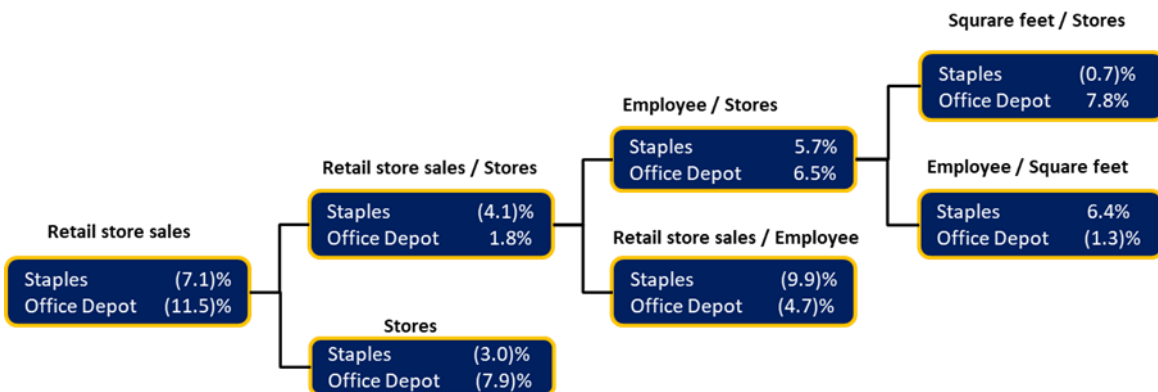 Squrare feet / Stores
Staples (0.7)%
Office Depot 7.8%
Employee / Stores
Staples 5.7%
Office Depot 6.5%
Employee / Square feet
Staples 6.4%
Office Depot (1.3)%
Retail store sales / Stores
Staples (4.1)%
Office Depot 1.8%
Retail store sales / Employee
Staples (9.9)%
Office Depot (4.7)%
Retail store sales
Staples (7.1)%
Office Depot (11.5)%
Stores
Staples (3.0)%
Office Depot (7.9)%